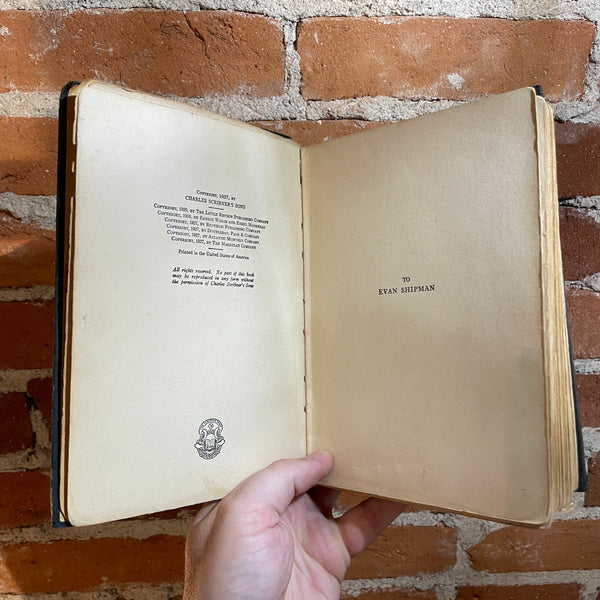 Copyright, 1927, by
CHARLES SCRIBNER'S SONS
Copyright, 1926, by The Little Review Publishing Company
Copyright, 1926, by Ernest Walsh and Ethel Moorhead
Copyright, 1927, by Republic Publishing Company
Copyright, 1927, by Doubleday, Page & Company
Copyright, 1927, by Atlantic Monthly Company
Copyright, 1927, by The Macaulay Company
Printed in the United States of America
All rights reserved. No part of this book
may be reproduced in any form without
the permission of Charles Scribner's Sons
TO
EVAN SHIPMAN